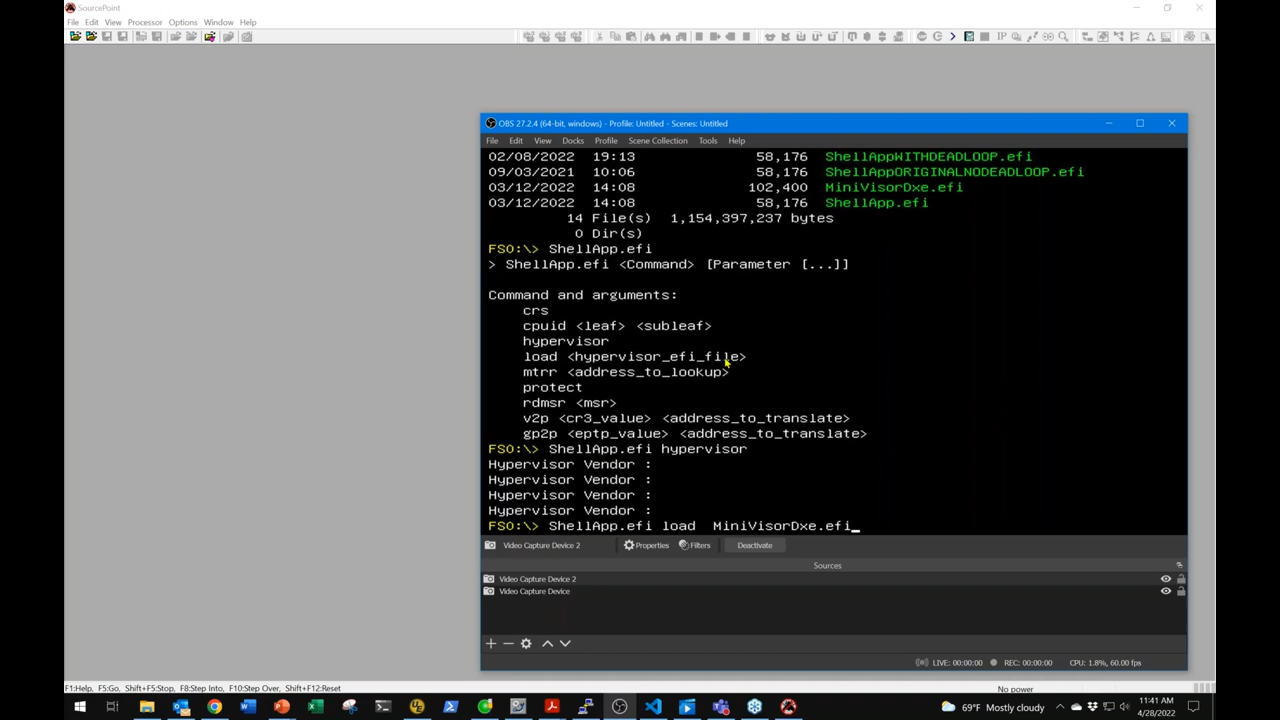 SourcePoint
File Edit View Processor Options Window Help
IP
OBS 27.2.4 (64-bit, windows) - Profile: Untitled - Scenes: Untitled
File Edit View Docks Profile Scene Collection Tools Help
02/08/2022 19:13 58,176 ShellAppWITHDEADLOOP.efi
09/03/2021 10:06 58,176 ShellAppORIGINALNODEADLOOP.efi
03/12/2022 14:08 102,400 MiniVisorDxe.efi
03/12/2022 14:08 58,176 ShellApp.efi
14 File(s) 1,154,397,237 bytes
0 Dir(s)
FS0:\> ShellApp.efi
> ShellApp.efi <Command> [Parameter [...]]
Command and arguments:
crs
cpuid <leaf> <subleaf>
hypervisor
load <hypervisor_efi_file>
mtrr <address_to_lookup>
protect
rdmsr <msr>
v2p <cr3_value> <address_to_translate>
gp2p <eptp_value> <address_to_translate>
FS0:\> ShellApp.efi hypervisor
Hypervisor Vendor :
Hypervisor Vendor :
Hypervisor Vendor :
Hypervisor Vendor :
FS0:\> ShellApp.efi load  MiniVisorDxe.efi_
Video Capture Device 2 Properties Filters Deactivate
Sources
Video Capture Device 2
Video Capture Device
LIVE: 00:00:00 REC: 00:00:00 CPU: 1.8%, 60.00 fps
F1:Help, F5:Go, Shift+F5:Stop, F8:Step Into, F10:Step Over, Shift+F12:Reset No power
69°F Mostly cloudy 11:41 AM
4/28/2022